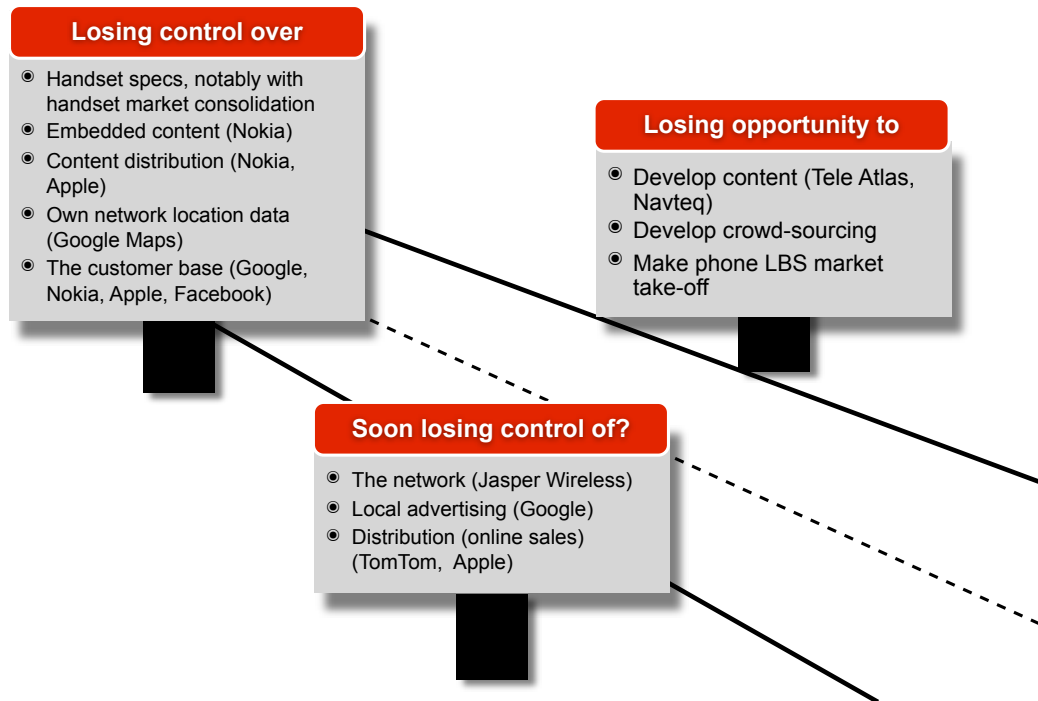 Losing control over
Handset specs, notably with
handset market consolidation
Embedded content (Nokia)
Content distribution (Nokia,
Apple)
Own network location data
(Google Maps)
The customer base (Google,
Nokia, Apple, Facebook)
Losing opportunity to
Develop content (Tele Atlas,
Navteq)
Develop crowd-sourcing
Make phone LBS market
take-off
Soon losing control of?
The network (Jasper Wireless)
Local advertising (Google)
Distribution (online sales)
(TomTom, Apple)